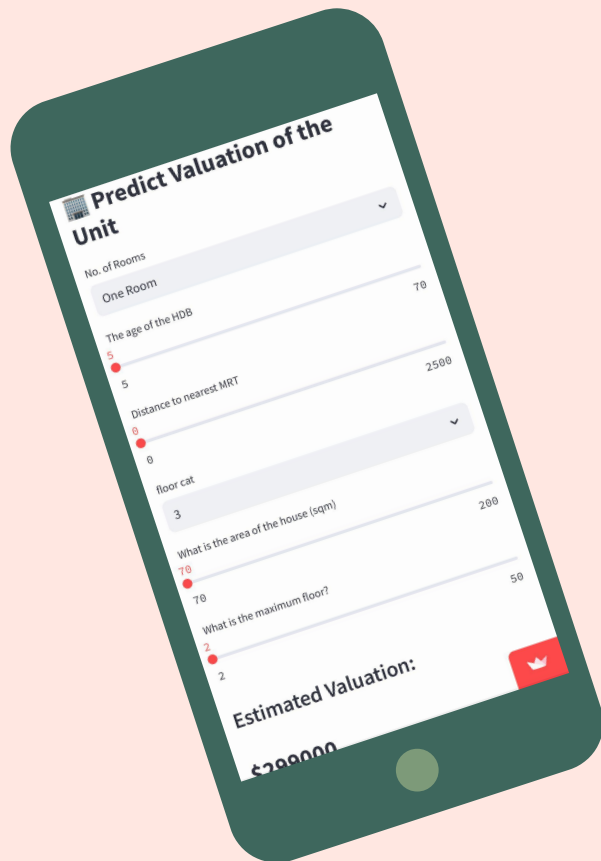 🏢 Predict Valuation of the
Unit
No. of Rooms
One Room
The age of the HDB
5
5
70
Distance to nearest MRT
0
0
2500
floor cat
3
What is the area of the house (sqm)
70
70
200
What is the maximum floor?
2
2
50
Estimated Valuation:
$299000